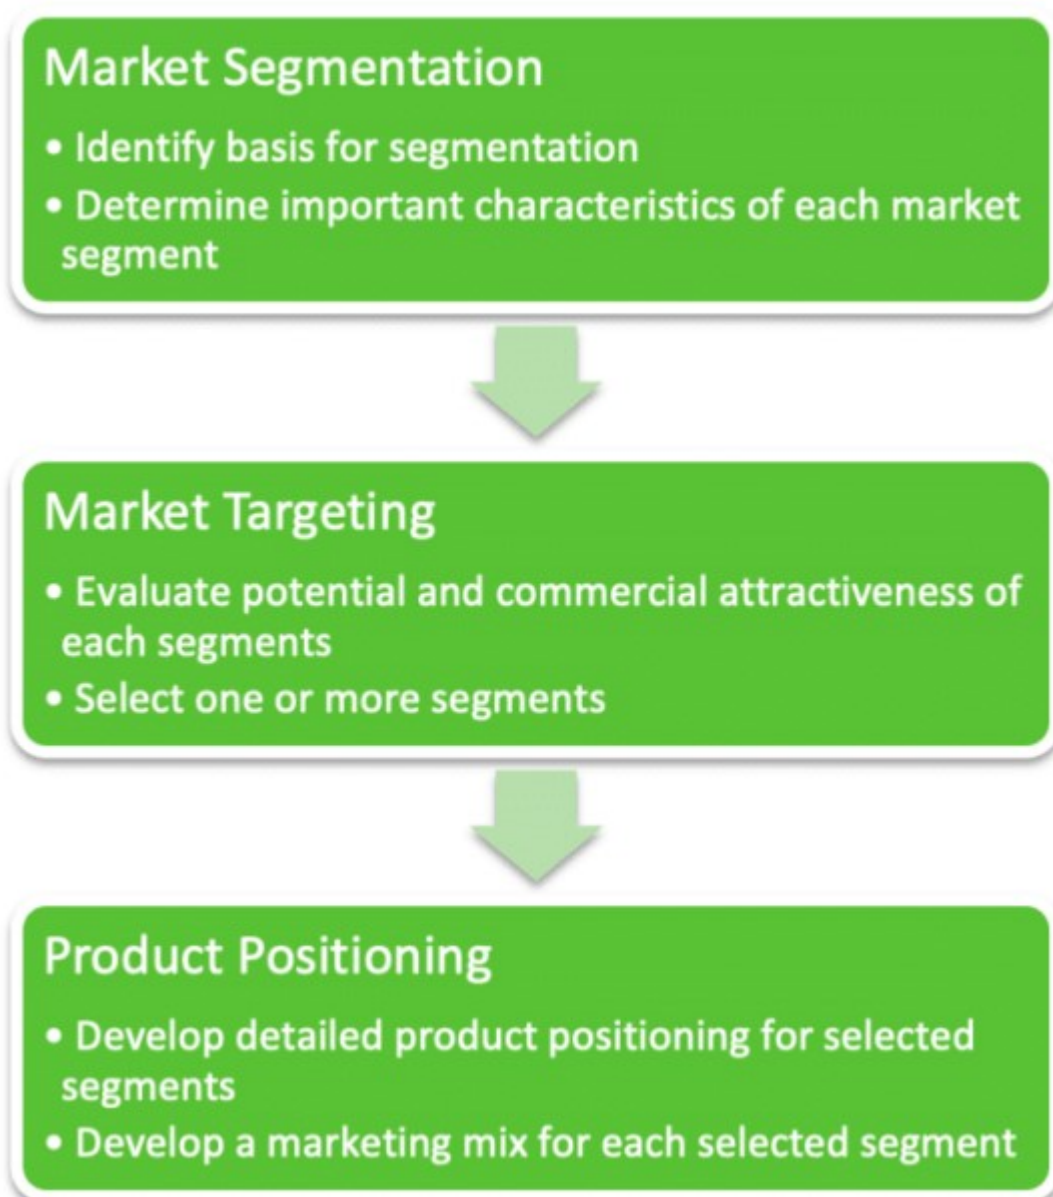 Market Segmentation
• Identify basis for segmentation
• Determine important characteristics of each market
segment
Market Targeting
• Evaluate potential and commercial attractiveness of
each segments
• Select one or more segments
Product Positioning
• Develop detailed product positioning for selected
segments
• Develop a marketing mix for each selected segment